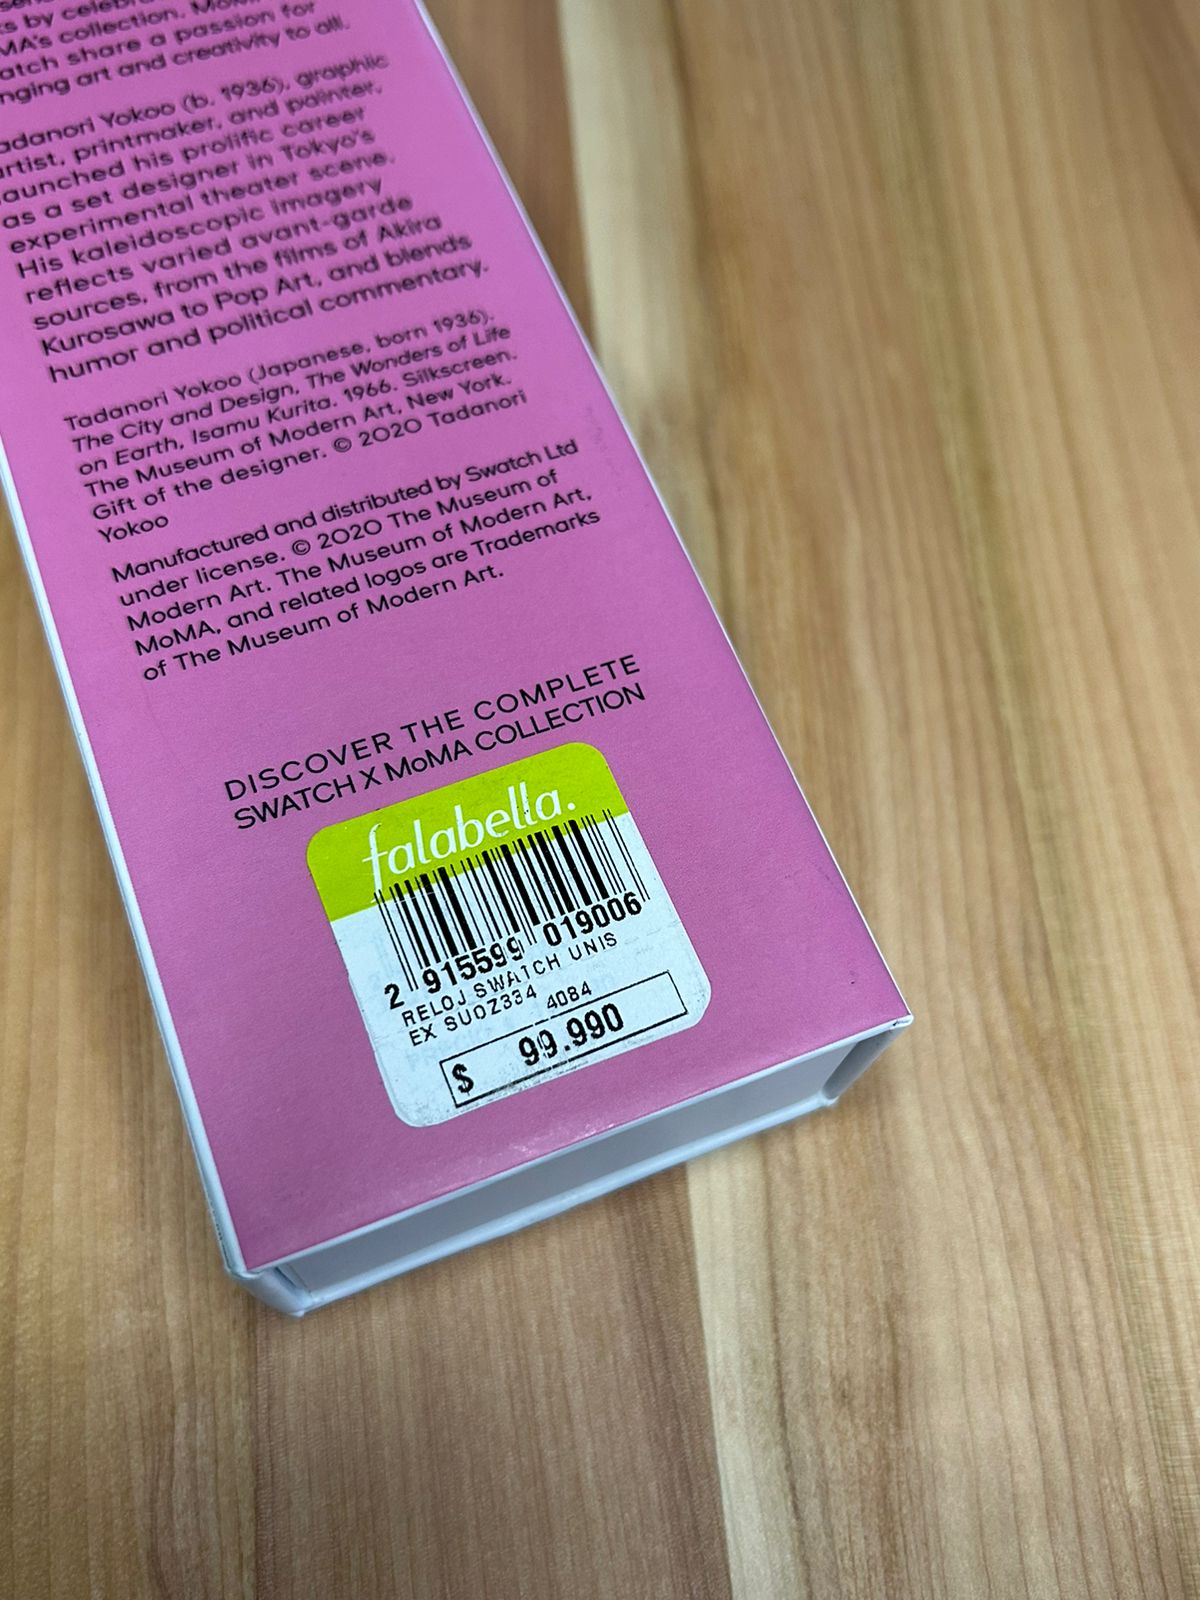 ks by celebra
MA's collection. MoM
atch share a passion for
nging art and creativity to all.
adanori Yokoo (b. 1936), graphic
artist, printmaker, and painter,
launched his prolific career
as a set designer in Tokyo's
experimental theater scene.
His kaleidoscopic imagery
reflects varied avant-garde
sources, from the films of Akira
Kurosawa to Pop Art, and blends
humor and political commentary.
Tadanori Yokoo (Japanese, born 1936).
The City and Design, The Wonders of Life
on Earth, Isamu Kurita. 1966. Silkscreen.
The Museum of Modern Art, New York.
Gift of the designer. © 2020 Tadanori
Yokoo
Manufactured and distributed by Swatch Ltd
under license. © 2020 The Museum of
Modern Art. The Museum of Modern Art,
MoMA, and related logos are Trademarks
of The Museum of Modern Art.
DISCOVER THE COMPLETE
SWATCH X MoMA COLLECTION
falabella.
2 915599 019006
RELOJ SWATCH UNIS
EX SUOZ334 4084
$ 99.990